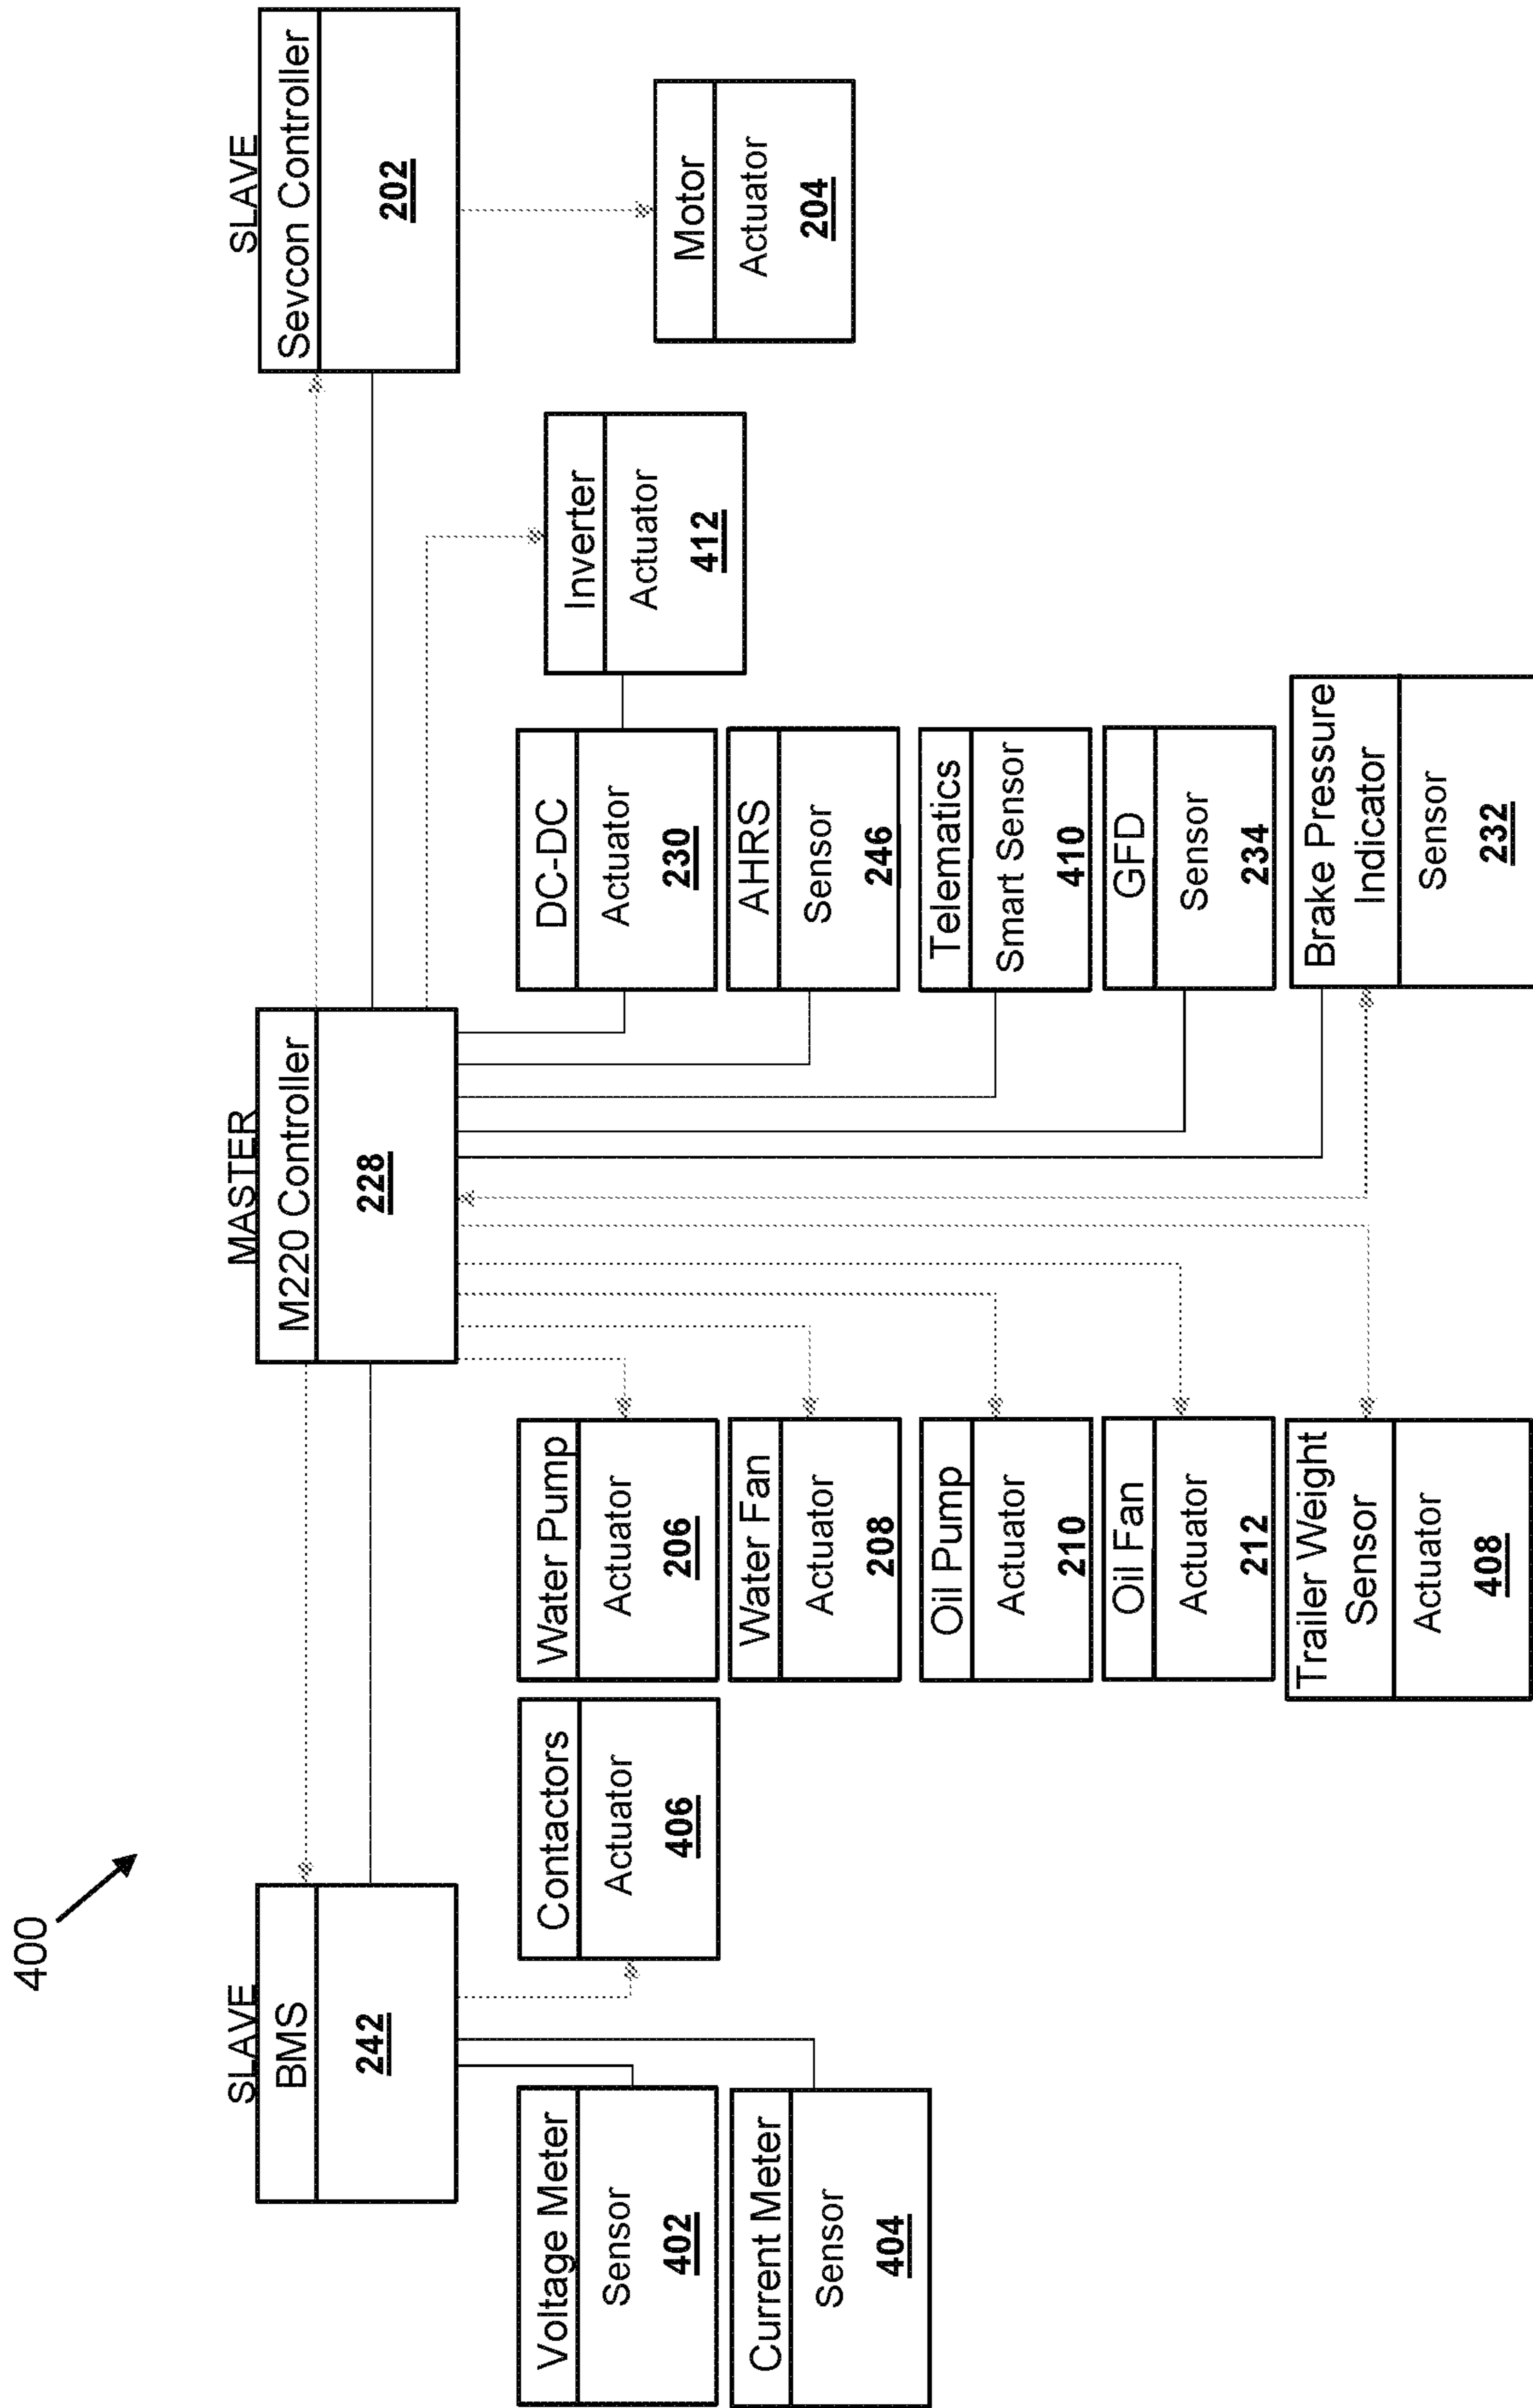 400
SLAVE
BMS
242
MASTER
M220 Controller
228
SLAVE
Sevcon Controller
202
Voltage Meter
Sensor
402
Current Meter
Sensor
404
Contactors
Actuator
406
Water Pump
Actuator
206
Water Fan
Actuator
208
Oil Pump
Actuator
210
Oil Fan
Actuator
212
Trailer Weight
Sensor
Actuator
408
DC-DC
Actuator
230
AHRS
Sensor
246
Telematics
Smart Sensor
410
GFD
Sensor
234
Brake Pressure
Indicator
Sensor
232
Inverter
Actuator
412
Motor
Actuator
204